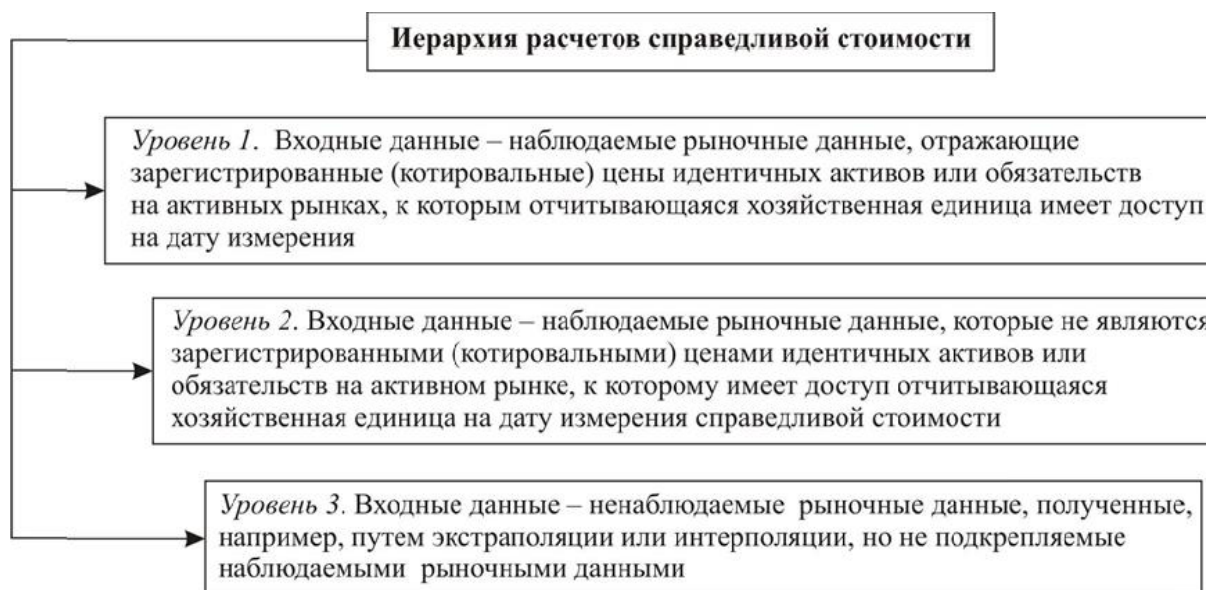 Иерархия расчетов справедливой стоимости
Уровень 1. Входные данные – наблюдаемые рыночные данные, отражающие
зарегистрированные (котировальные) цены идентичных активов или обязательств
на активных рынках, к которым отчитывающаяся хозяйственная единица имеет доступ
на дату измерения
Уровень 2. Входные данные – наблюдаемые рыночные данные, которые не являются
зарегистрированными (котировальными) ценами идентичных активов или
обязательств на активном рынке, к которому имеет доступ отчитывающаяся
хозяйственная единица на дату измерения справедливой стоимости
Уровень 3. Входные данные – ненаблюдаемые рыночные данные, полученные,
например, путем экстраполяции или интерполяции, но не подкрепляемые
наблюдаемыми рыночными данными